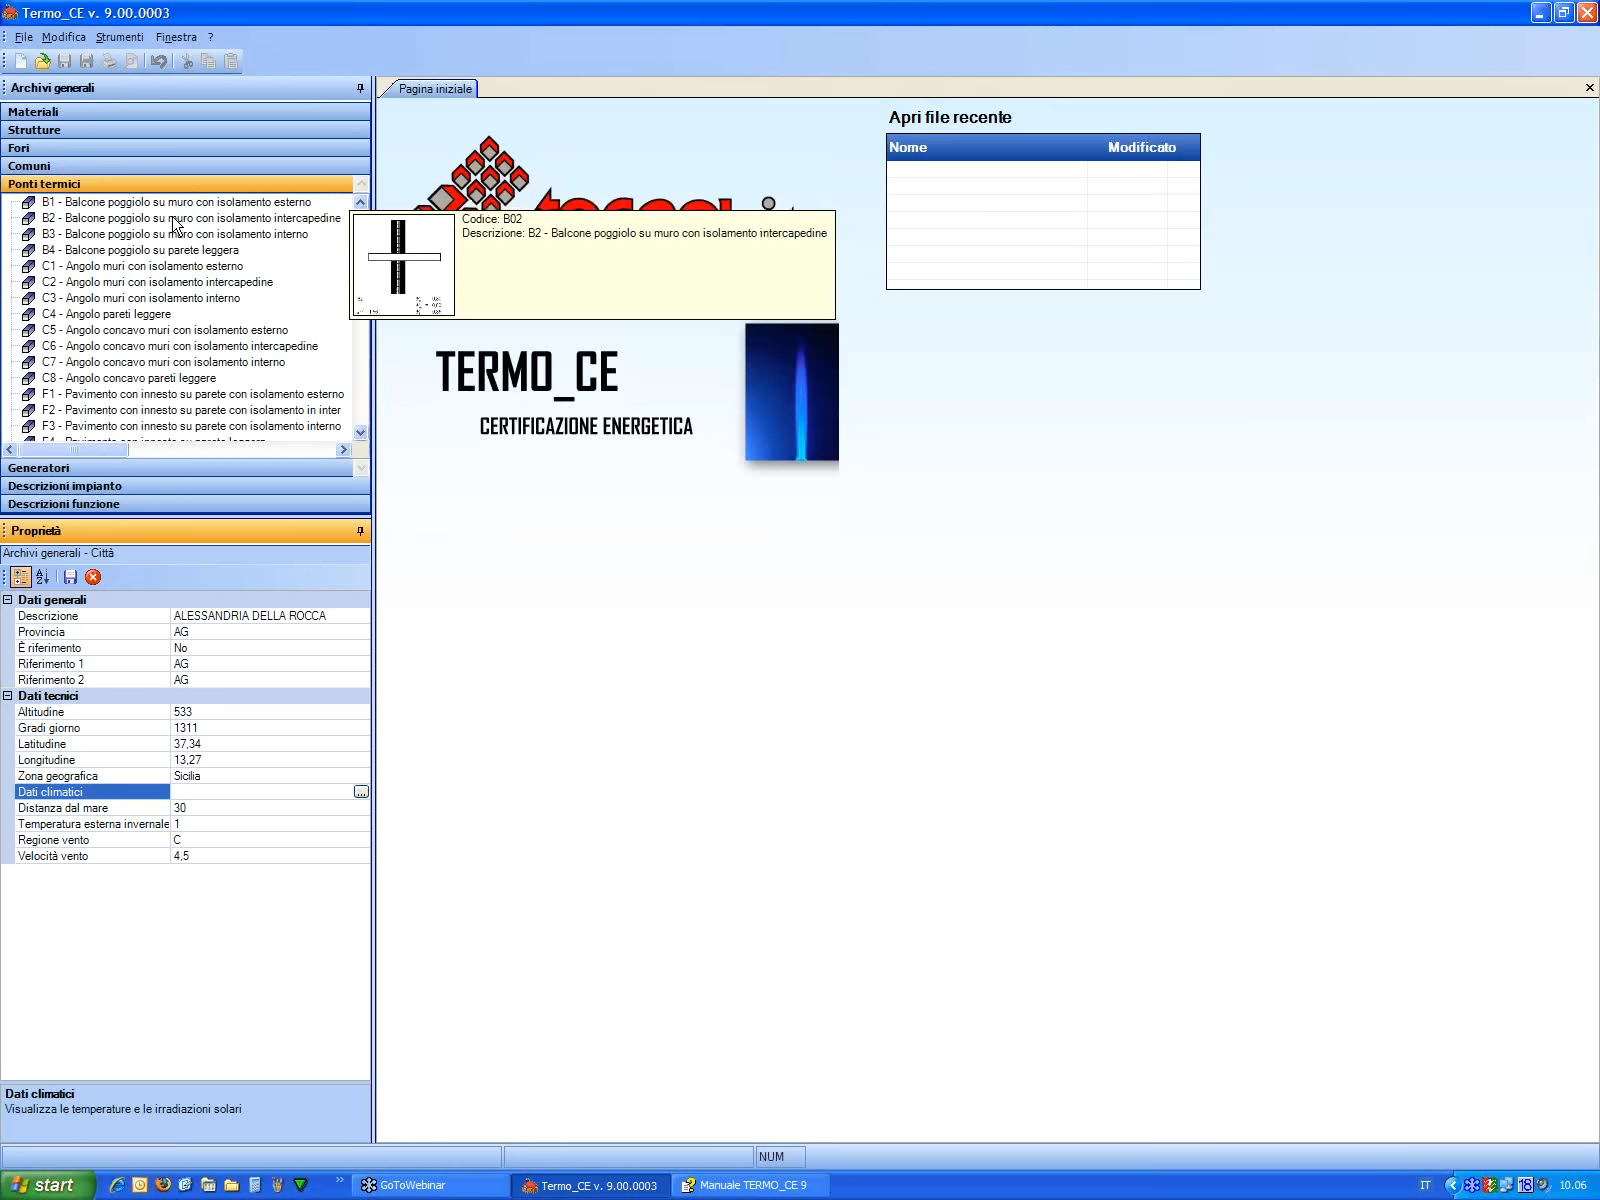 Termo_CE v. 9.00.0003
File Modifica Strumenti Finestra ?
Archivi generali
Materiali
Strutture
Fori
Comuni
Ponti termici
B1 - Balcone poggiolo su muro con isolamento esterno
B2 - Balcone poggiolo su muro con isolamento intercapedine
B3 - Balcone poggiolo su muro con isolamento interno
B4 - Balcone poggiolo su parete leggera
C1 - Angolo muri con isolamento esterno
C2 - Angolo muri con isolamento intercapedine
C3 - Angolo muri con isolamento interno
C4 - Angolo pareti leggere
C5 - Angolo concavo muri con isolamento esterno
C6 - Angolo concavo muri con isolamento intercapedine
C7 - Angolo concavo muri con isolamento interno
C8 - Angolo concavo pareti leggere
F1 - Pavimento con innesto su parete con isolamento esterno
F2 - Pavimento con innesto su parete con isolamento in inter
F3 - Pavimento con innesto su parete con isolamento interno
F4 - Pavimento con innesto su parete leggera
Generatori
Descrizioni impianto
Descrizioni funzione
Proprietà
Archivi generali - Città
Dati generali
Descrizione ALESSANDRIA DELLA ROCCA
Provincia AG
È riferimento No
Riferimento 1 AG
Riferimento 2 AG
Dati tecnici
Altitudine 533
Gradi giorno 1311
Latitudine 37,34
Longitudine 13,27
Zona geografica Sicilia
Dati climatici ...
Distanza dal mare 30
Temperatura esterna invernale 1
Regione vento C
Velocità vento 4,5
Dati climatici
Visualizza le temperature e le irradiazioni solari
Pagina iniziale
Apri file recente
Nome Modificato
Codice: B02
Descrizione: B2 - Balcone poggiolo su muro con isolamento intercapedine
TERMO_CE
CERTIFICAZIONE ENERGETICA
NUM
start
GoToWebinar
Termo_CE v. 9.00.0003
Manuale TERMO_CE 9
IT
18
10.06